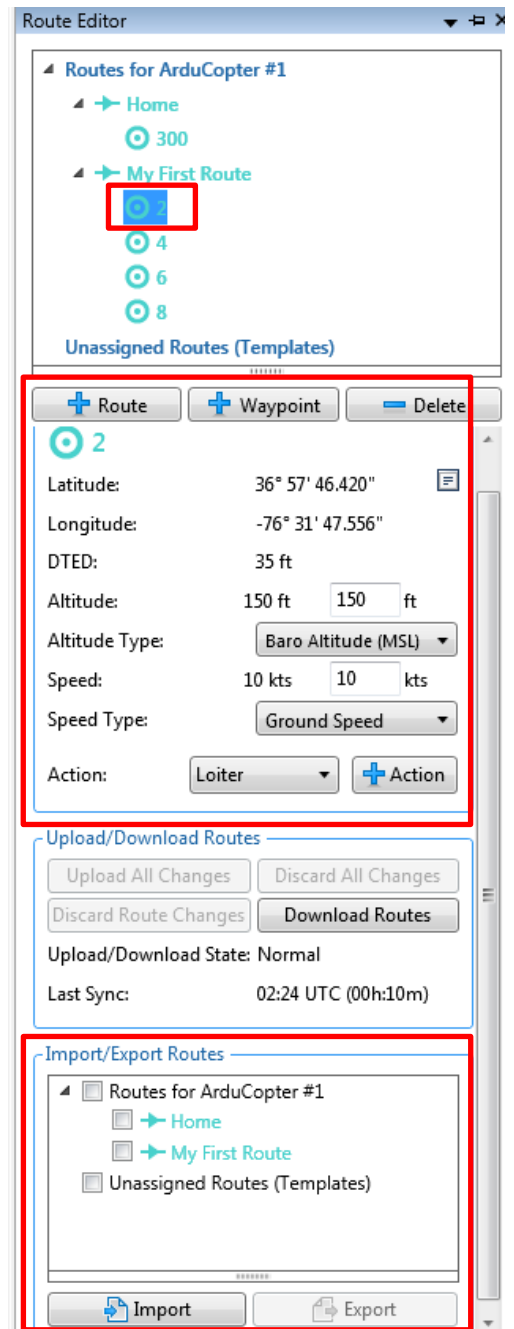 Route Editor
Routes for ArduCopter #1
Home
300
My First Route
2
4
6
8
Unassigned Routes (Templates)
Route Waypoint Delete
2
Latitude: 36° 57' 46.420"
Longitude: -76° 31' 47.556"
DTED: 35 ft
Altitude: 150 ft 150 ft
Altitude Type: Baro Altitude (MSL)
Speed: 10 kts 10 kts
Speed Type: Ground Speed
Action: Loiter Action
Upload/Download Routes
Upload All Changes Discard All Changes
Discard Route Changes Download Routes
Upload/Download State: Normal
Last Sync: 02:24 UTC (00h:10m)
Import/Export Routes
Routes for ArduCopter #1
Home
My First Route
Unassigned Routes (Templates)
Import Export